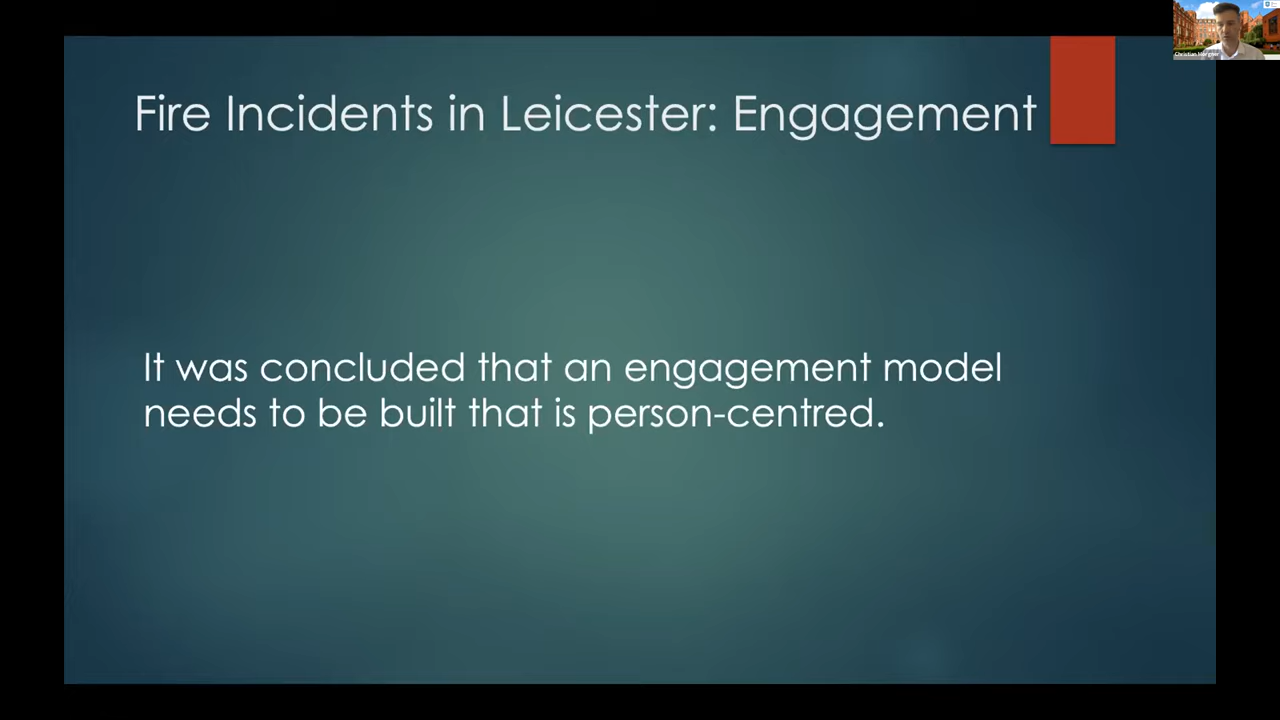 Fire Incidents in Leicester: Engagement
It was concluded that an engagement model
needs to be built that is person-centred.
Christian